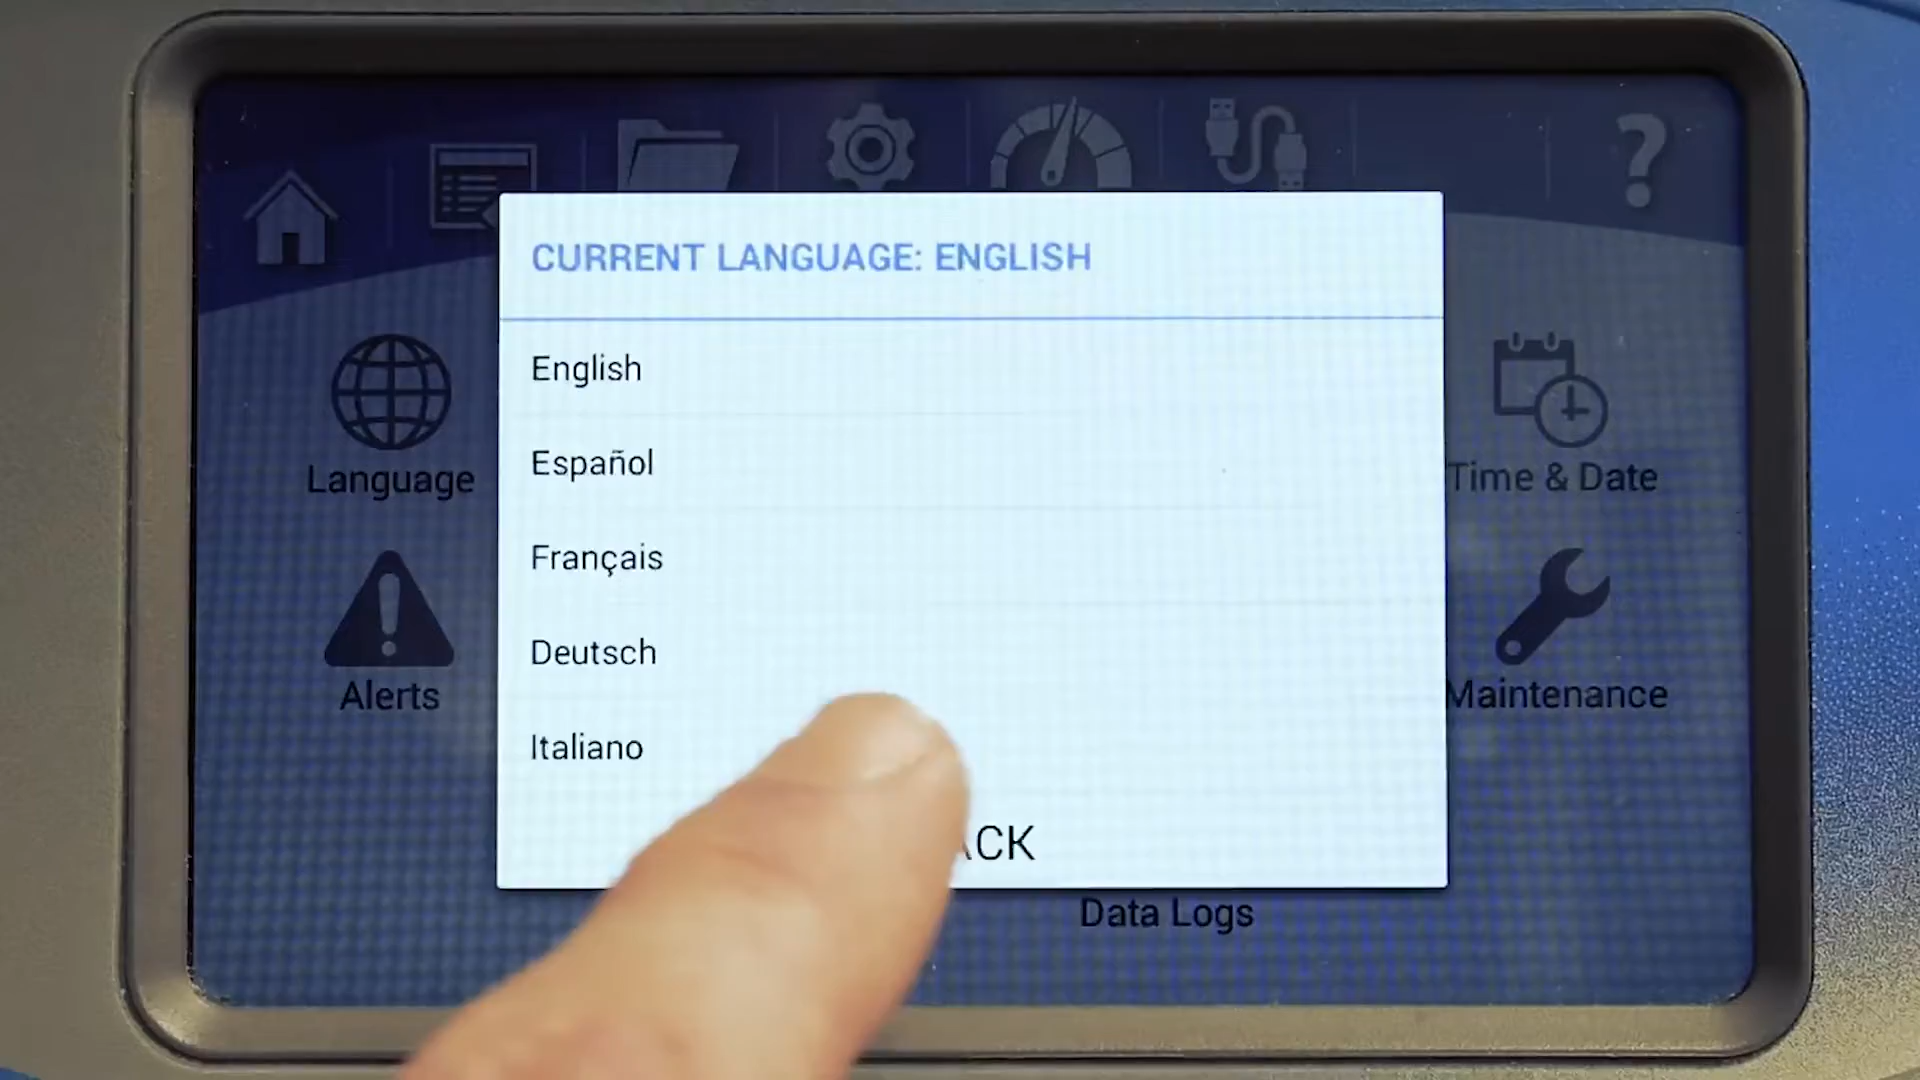 CURRENT LANGUAGE: ENGLISH
English
Español
Français
Deutsch
Italiano
Language
Time & Date
Alerts
Maintenance
Data Logs